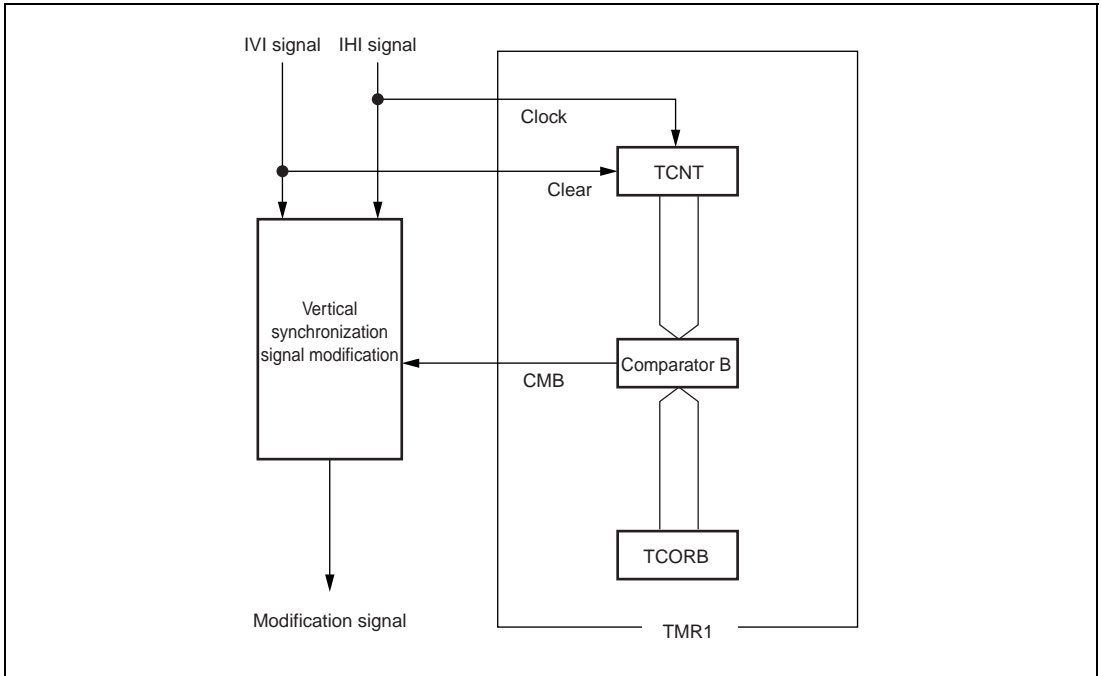 IVI signal
IHI signal
Clock
TCNT
Clear
Vertical
synchronization
signal modification
Comparator B
CMB
TCORB
Modification signal
TMR1